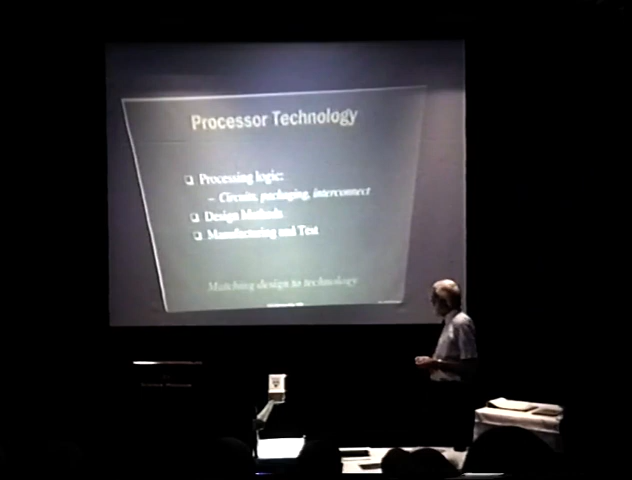 Processor Technology
❑ Processing logic:
– Circuits, packaging, interconnect
❑ Design Methods
❑ Manufacturing and Test
Matching design to technology